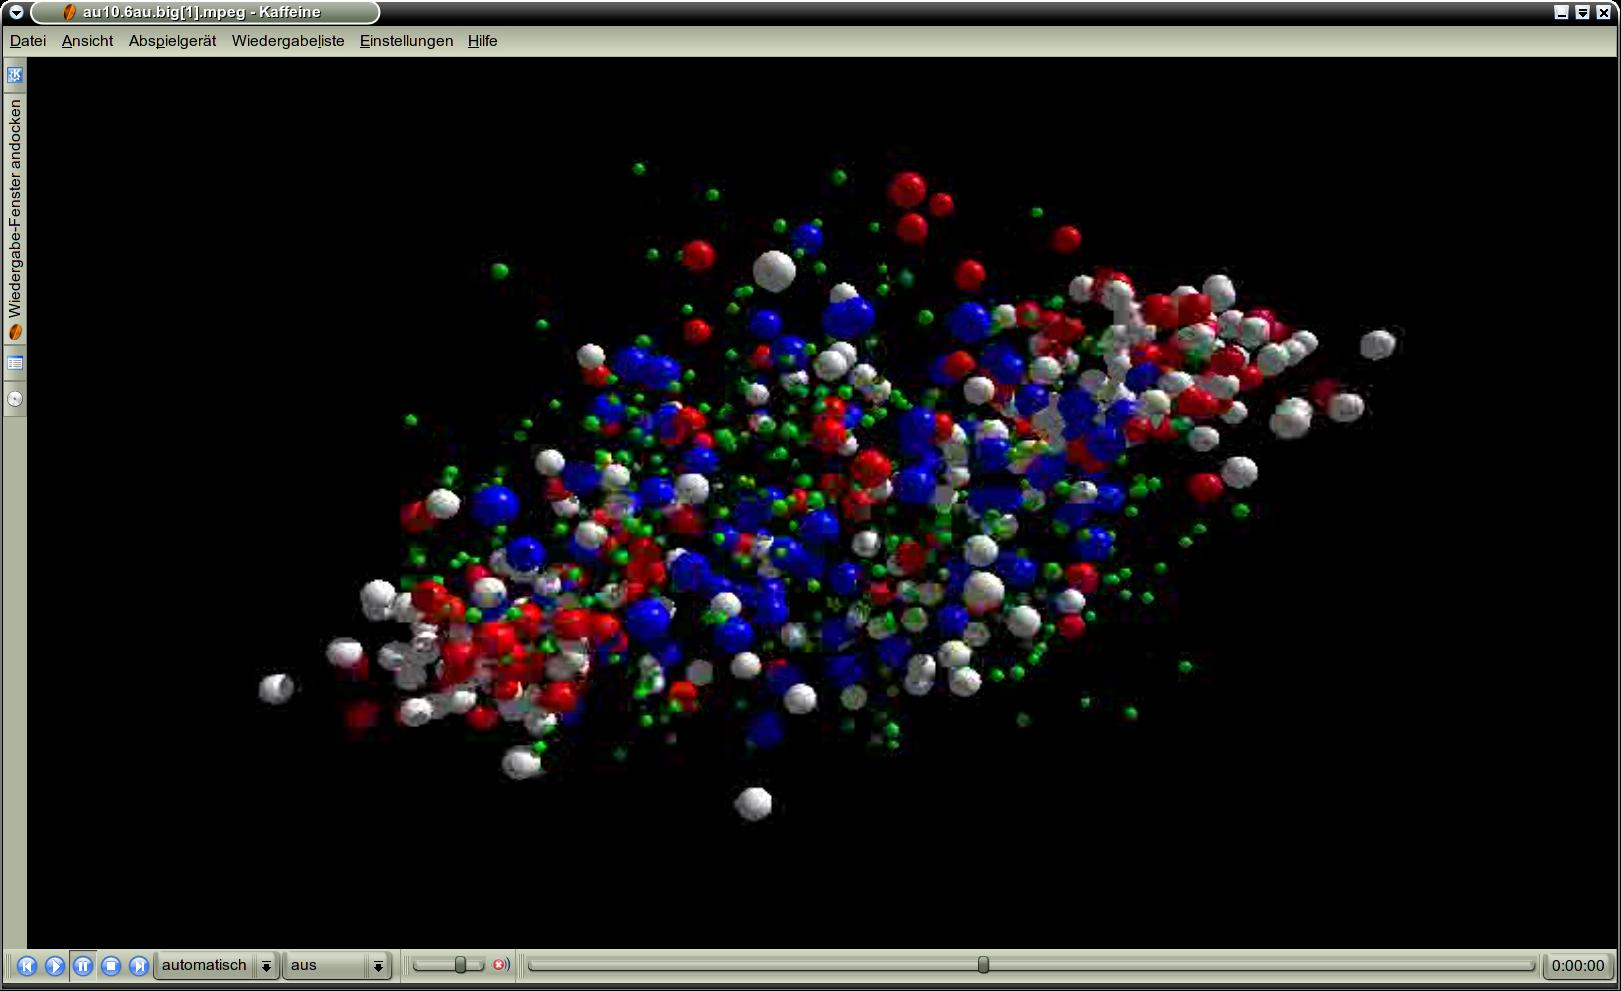 au10.6au.big[1].mpeg - Kaffeine
Datei Ansicht Abspielgerät Wiedergabeliste Einstellungen Hilfe
Wiedergabe-Fenster andocken
automatisch aus 0:00:00